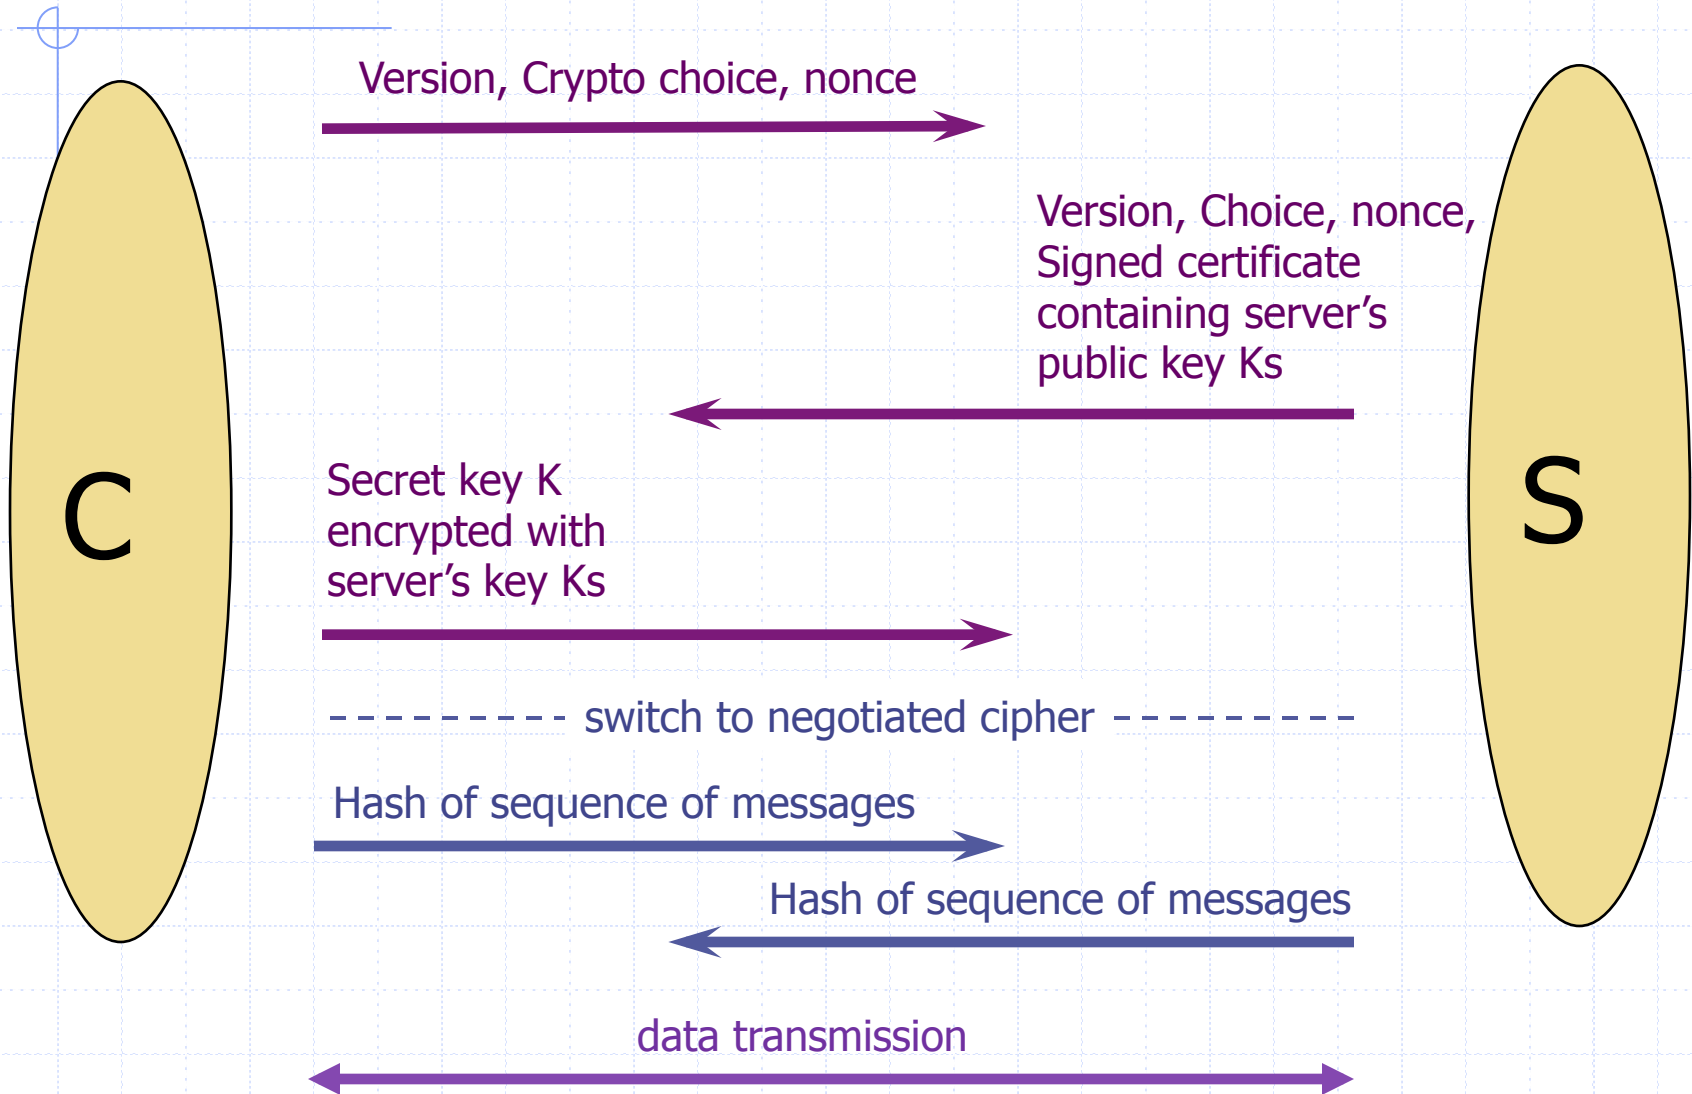 Version, Crypto choice, nonce
Version, Choice, nonce,
Signed certificate
containing server’s
public key Ks
C
S
Secret key K
encrypted with
server’s key Ks
switch to negotiated cipher
Hash of sequence of messages
Hash of sequence of messages
data transmission